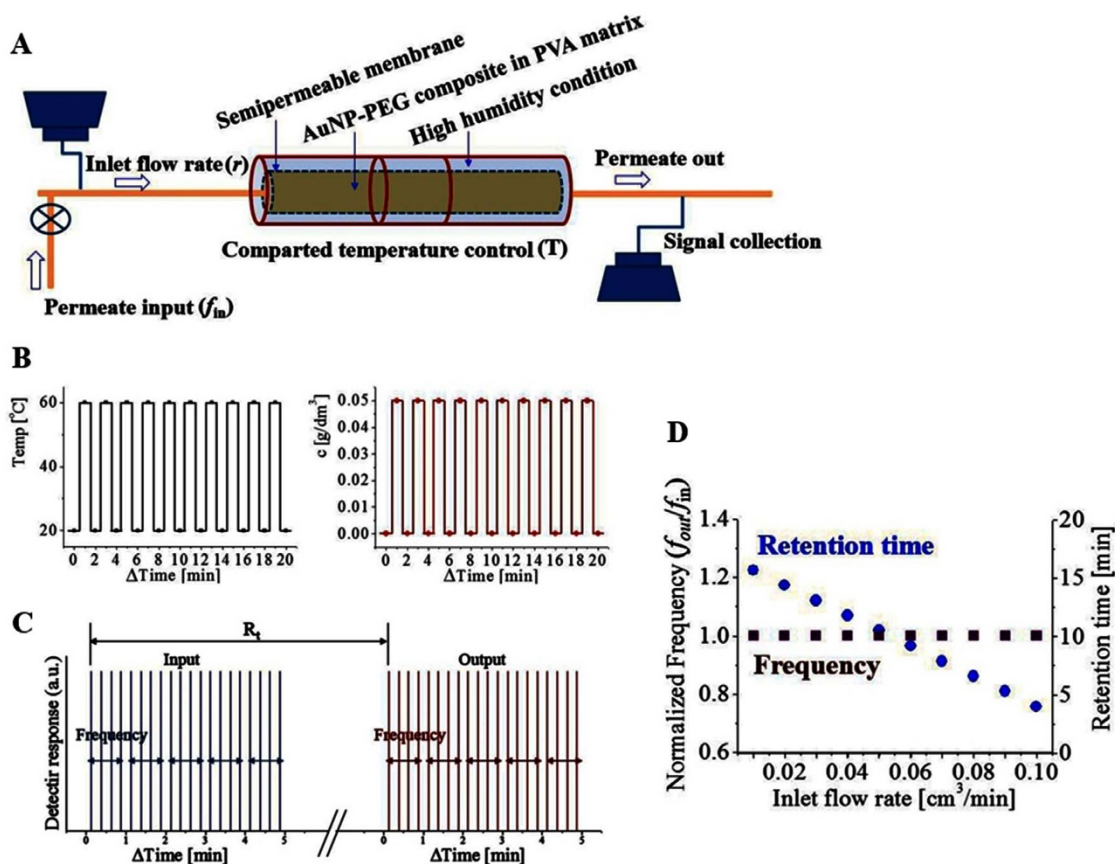 A
Semipermeable membrane
AuNP-PEG composite in PVA matrix
High humidity condition
Inlet flow rate (r)
Permeate out
Comparted temperature control (T)
Signal collection
Permeate input (fin)
B
Temp [°C]
60
40
20
0 2 4 6 8 10 12 14 16 18 20
ΔTime [min]
c [g/dm³]
0.05
0.04
0.03
0.02
0.01
0.00
0 2 4 6 8 10 12 14 16 18 20
ΔTime [min]
C
Rt
Input
Output
Detectir response (a.u.)
Frequency
Frequency
0 1 2 3 4 5
0 1 2 3 4 5
ΔTime [min]
ΔTime [min]
D
Normalized Frequency (fout/fin)
1.4
1.2
1.0
0.8
0.6
Retention time
Frequency
20
15
10
5
0
Retention time [min]
0.02 0.04 0.06 0.08 0.10
Inlet flow rate [cm³/min]